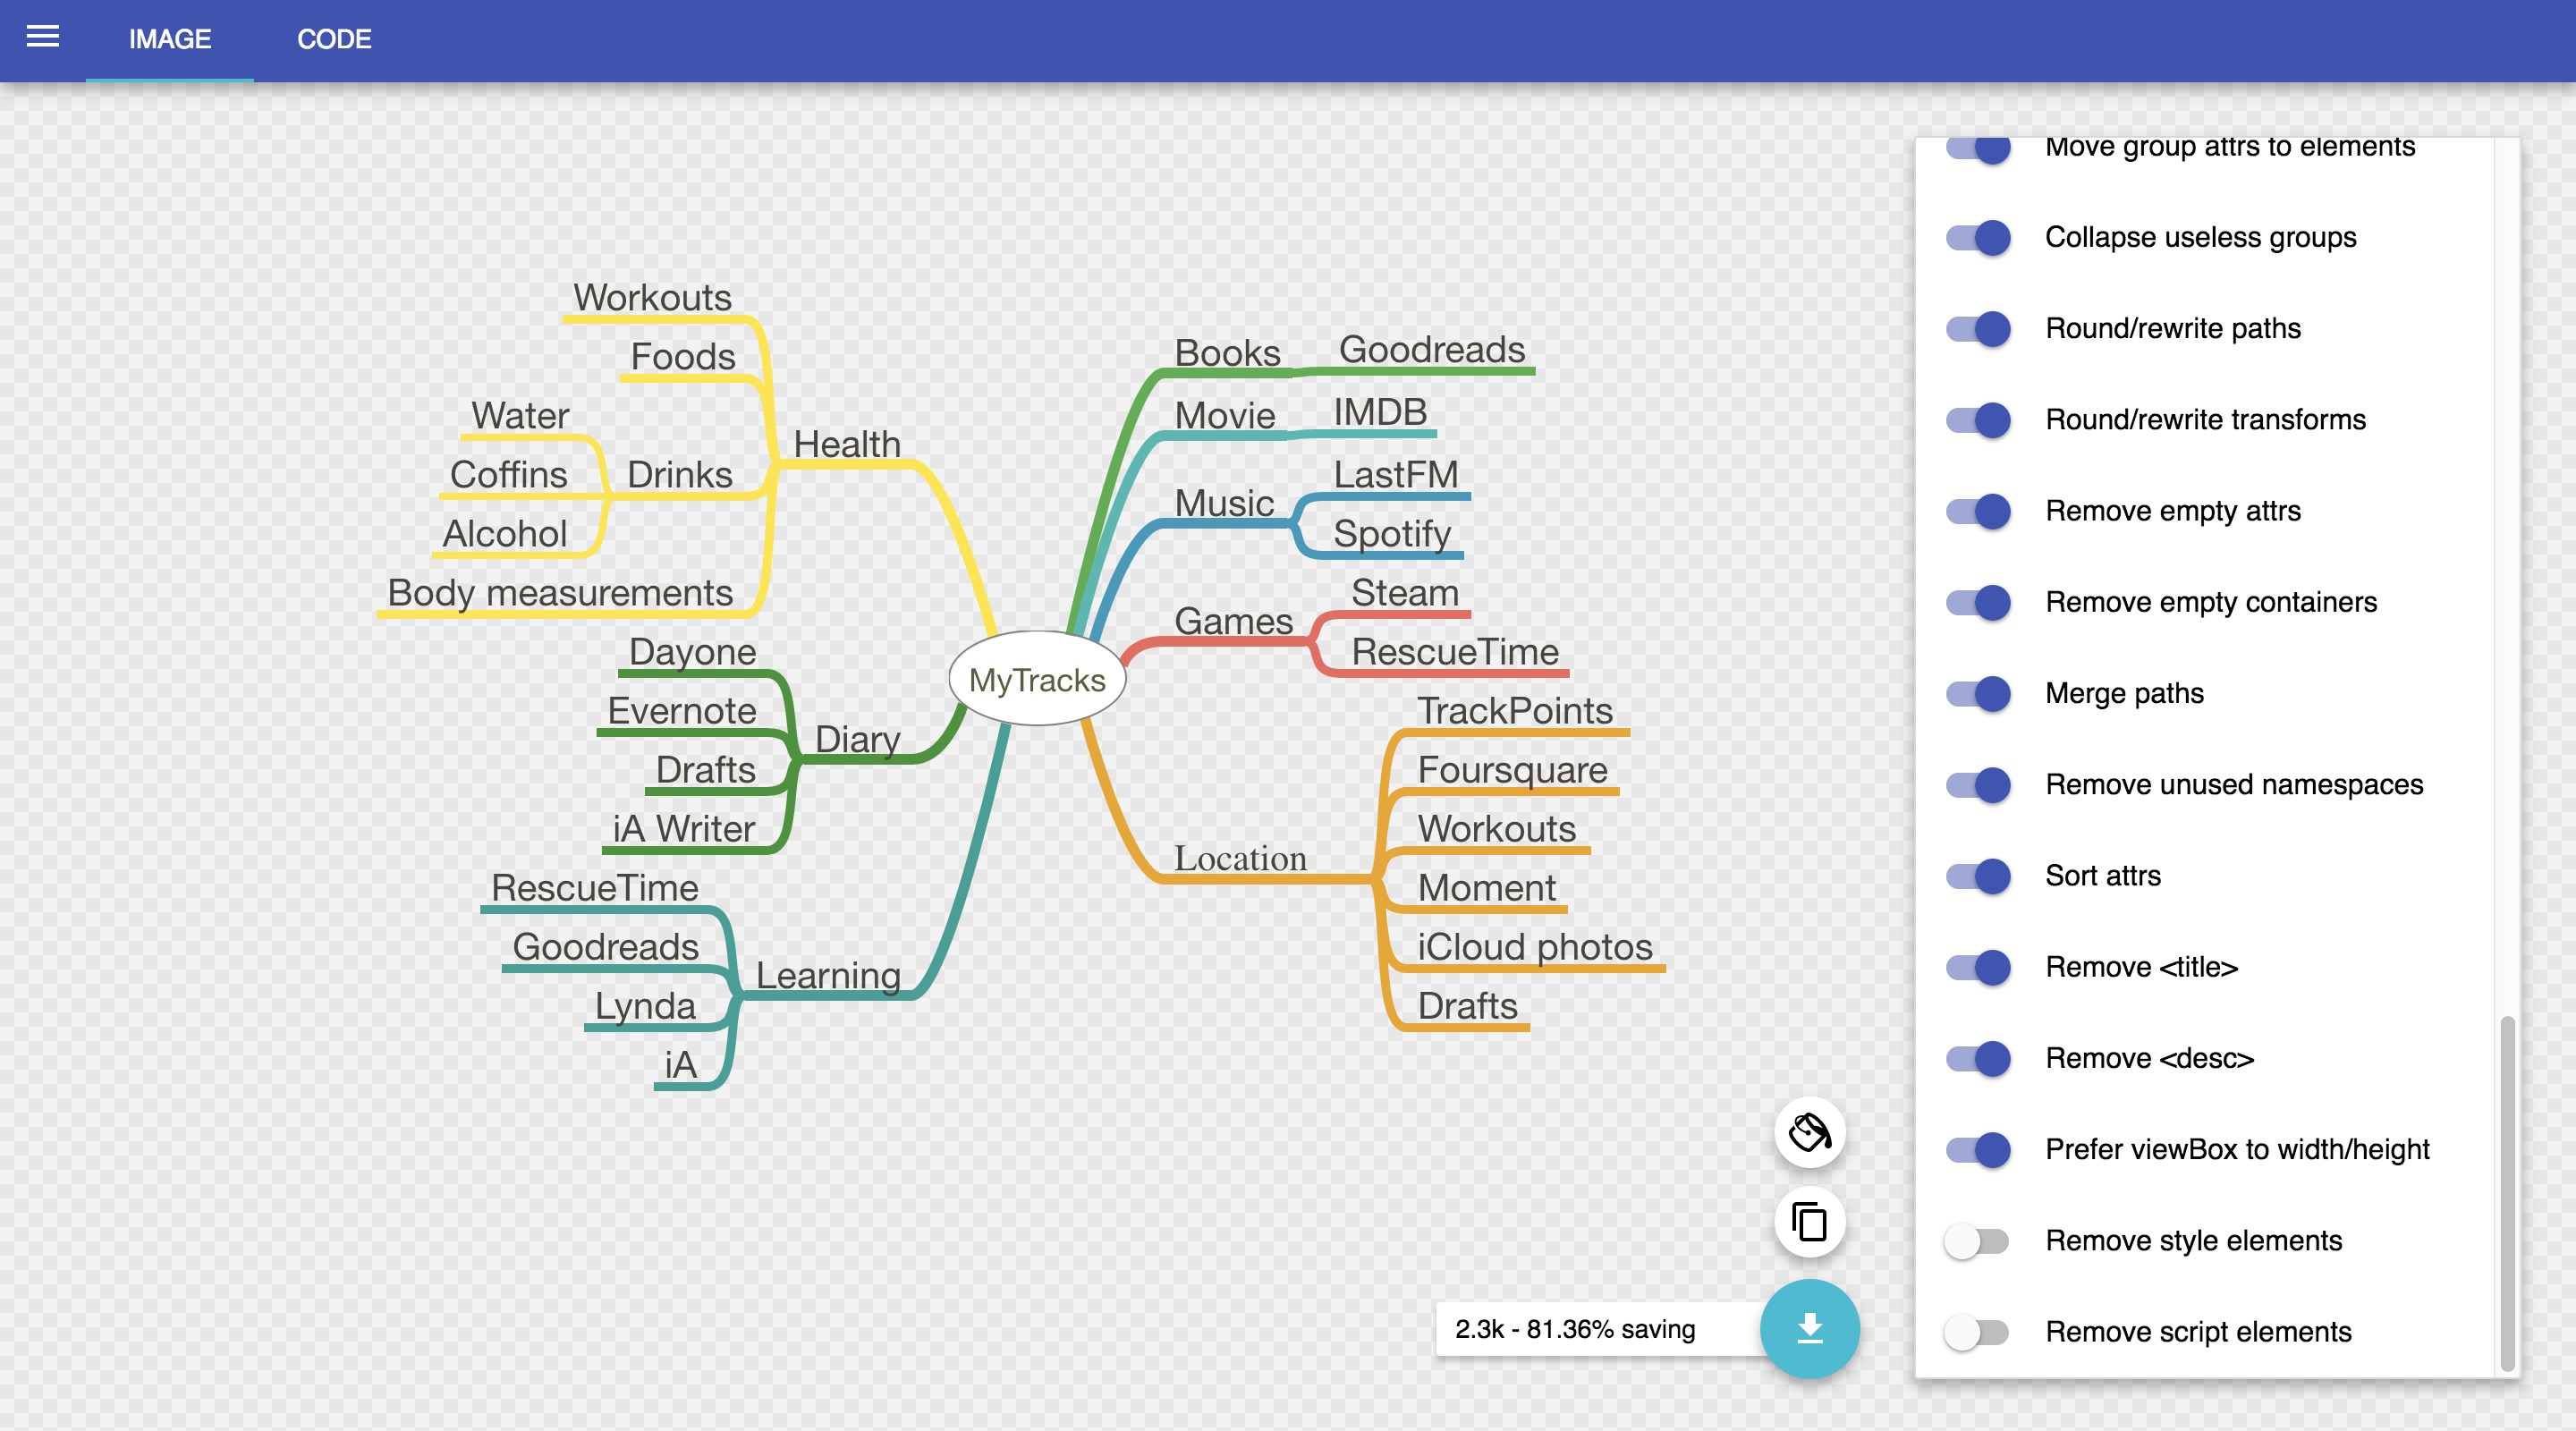 IMAGE
CODE
Workouts
Foods
Water
Coffins
Alcohol
Drinks
Body measurements
Health
Dayone
Evernote
Drafts
iA Writer
Diary
RescueTime
Goodreads
Lynda
iA
Learning
MyTracks
Books
Goodreads
Movie
IMDB
Music
LastFM
Spotify
Games
Steam
RescueTime
Location
TrackPoints
Foursquare
Workouts
Moment
iCloud photos
Drafts
2.3k - 81.36% saving
Move group attrs to elements
Collapse useless groups
Round/rewrite paths
Round/rewrite transforms
Remove empty attrs
Remove empty containers
Merge paths
Remove unused namespaces
Sort attrs
Remove <title>
Remove <desc>
Prefer viewBox to width/height
Remove style elements
Remove script elements